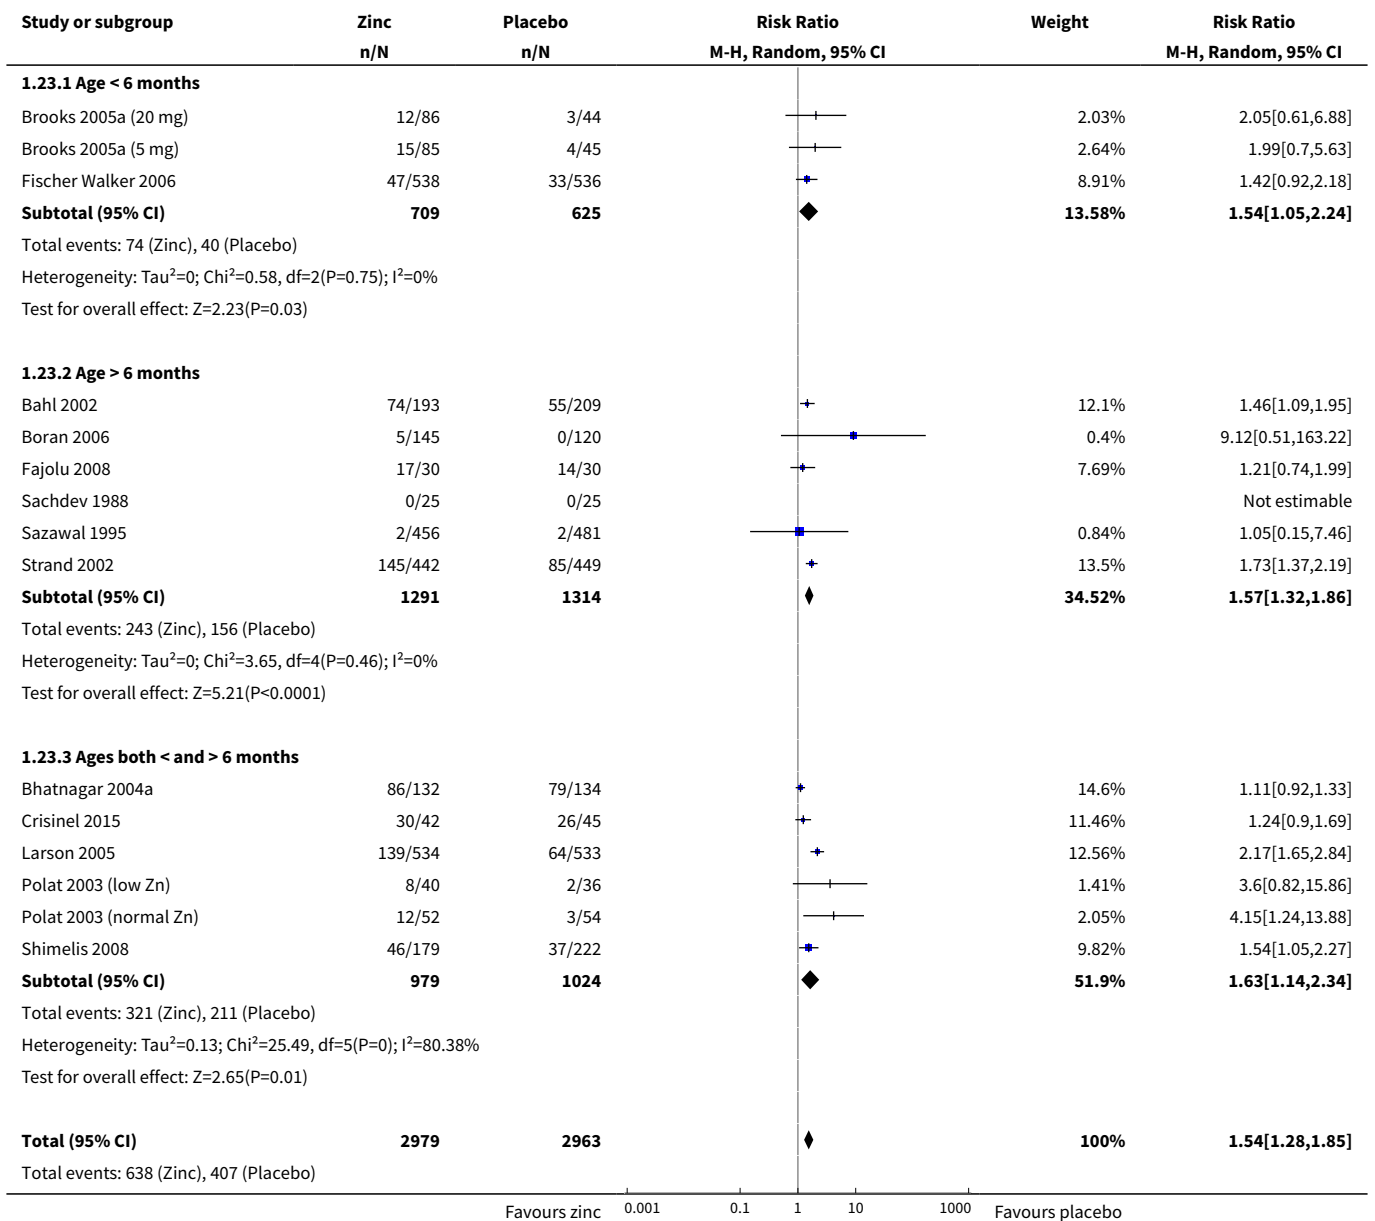 Study or subgroup Zinc Placebo Risk Ratio Weight Risk Ratio
n/N n/N M-H, Random, 95% CI M-H, Random, 95% CI
1.23.1 Age < 6 months
Brooks 2005a (20 mg) 12/86 3/44 2.03% 2.05[0.61,6.88]
Brooks 2005a (5 mg) 15/85 4/45 2.64% 1.99[0.7,5.63]
Fischer Walker 2006 47/538 33/536 8.91% 1.42[0.92,2.18]
Subtotal (95% CI) 709 625 13.58% 1.54[1.05,2.24]
Total events: 74 (Zinc), 40 (Placebo)
Heterogeneity: Tau²=0; Chi²=0.58, df=2(P=0.75); I²=0%
Test for overall effect: Z=2.23(P=0.03)
1.23.2 Age > 6 months
Bahl 2002 74/193 55/209 12.1% 1.46[1.09,1.95]
Boran 2006 5/145 0/120 0.4% 9.12[0.51,163.22]
Fajolu 2008 17/30 14/30 7.69% 1.21[0.74,1.99]
Sachdev 1988 0/25 0/25 Not estimable
Sazawal 1995 2/456 2/481 0.84% 1.05[0.15,7.46]
Strand 2002 145/442 85/449 13.5% 1.73[1.37,2.19]
Subtotal (95% CI) 1291 1314 34.52% 1.57[1.32,1.86]
Total events: 243 (Zinc), 156 (Placebo)
Heterogeneity: Tau²=0; Chi²=3.65, df=4(P=0.46); I²=0%
Test for overall effect: Z=5.21(P<0.0001)
1.23.3 Ages both < and > 6 months
Bhatnagar 2004a 86/132 79/134 14.6% 1.11[0.92,1.33]
Crisinel 2015 30/42 26/45 11.46% 1.24[0.9,1.69]
Larson 2005 139/534 64/533 12.56% 2.17[1.65,2.84]
Polat 2003 (low Zn) 8/40 2/36 1.41% 3.6[0.82,15.86]
Polat 2003 (normal Zn) 12/52 3/54 2.05% 4.15[1.24,13.88]
Shimelis 2008 46/179 37/222 9.82% 1.54[1.05,2.27]
Subtotal (95% CI) 979 1024 51.9% 1.63[1.14,2.34]
Total events: 321 (Zinc), 211 (Placebo)
Heterogeneity: Tau²=0.13; Chi²=25.49, df=5(P=0); I²=80.38%
Test for overall effect: Z=2.65(P=0.01)
Total (95% CI) 2979 2963 100% 1.54[1.28,1.85]
Total events: 638 (Zinc), 407 (Placebo)
Favours zinc 0.001 0.1 1 10 1000 Favours placebo